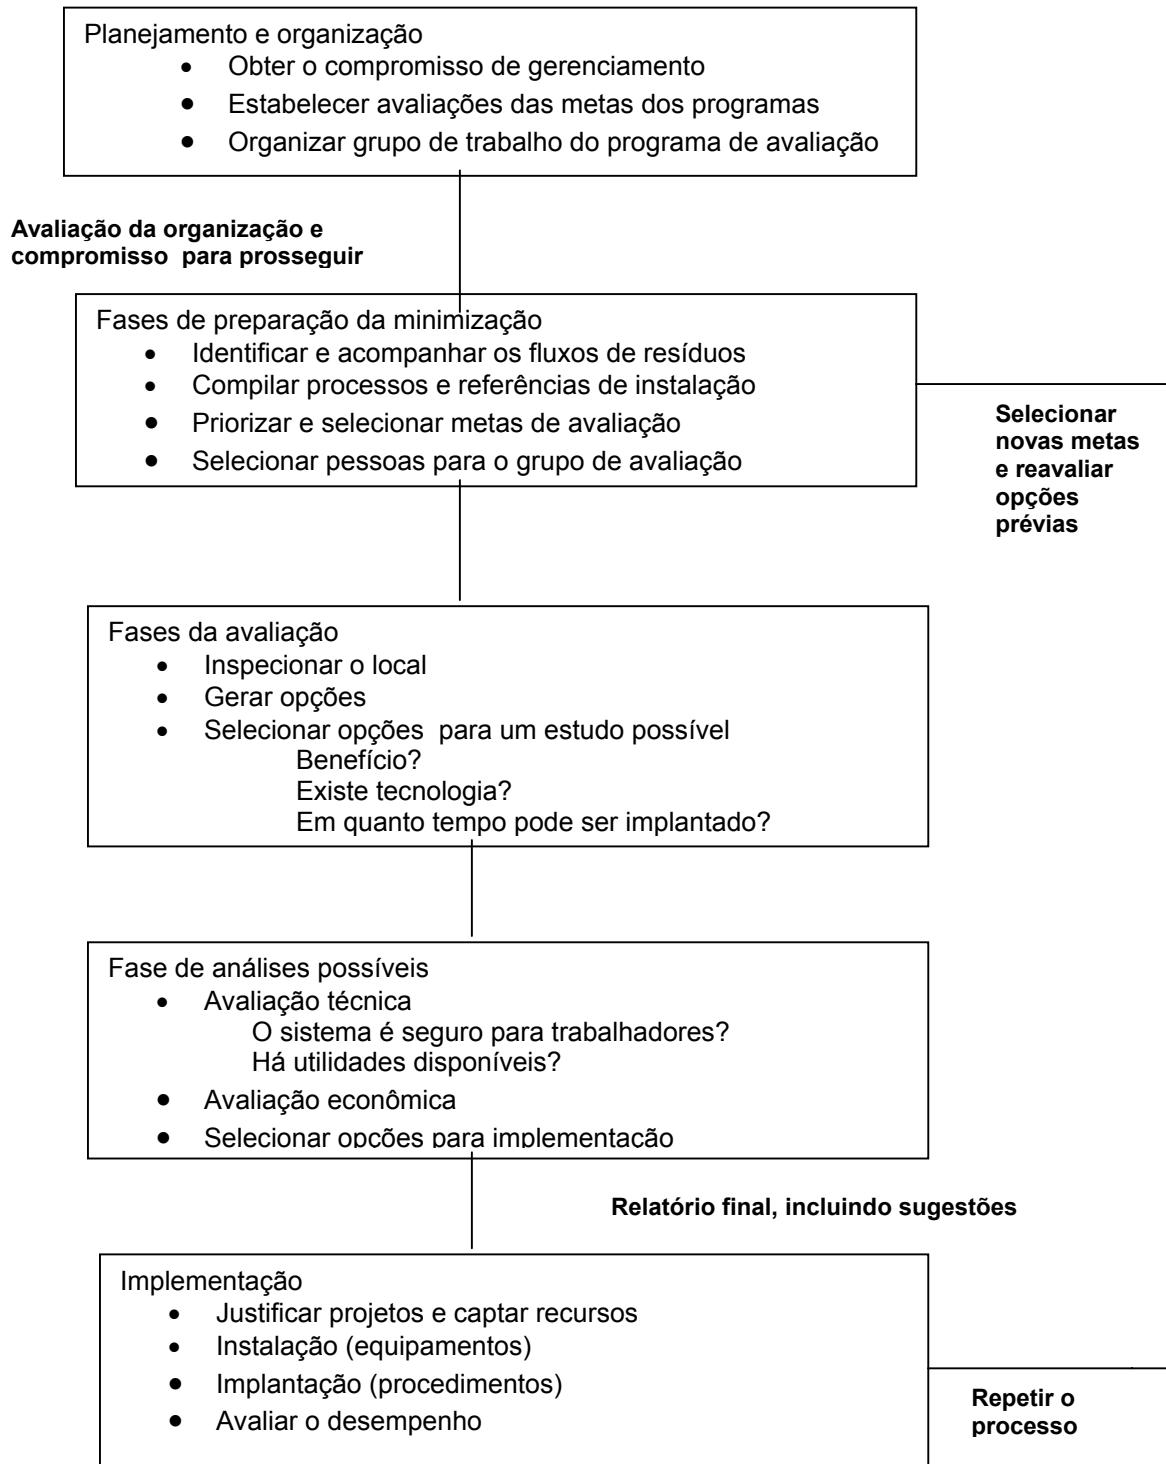 Planejamento e organização
• Obter o compromisso de gerenciamento
• Estabelecer avaliações das metas dos programas
• Organizar grupo de trabalho do programa de avaliação
Avaliação da organização e
compromisso para prosseguir
Fases de preparação da minimização
• Identificar e acompanhar os fluxos de resíduos
• Compilar processos e referências de instalação
• Priorizar e selecionar metas de avaliação
• Selecionar pessoas para o grupo de avaliação
Selecionar
novas metas
e reavaliar
opções
prévias
Fases da avaliação
• Inspecionar o local
• Gerar opções
• Selecionar opções para um estudo possível
Benefício?
Existe tecnologia?
Em quanto tempo pode ser implantado?
Fase de análises possíveis
• Avaliação técnica
O sistema é seguro para trabalhadores?
Há utilidades disponíveis?
• Avaliação econômica
• Selecionar opções para implementação
Relatório final, incluindo sugestões
Implementação
• Justificar projetos e captar recursos
• Instalação (equipamentos)
• Implantação (procedimentos)
• Avaliar o desempenho
Repetir o
processo